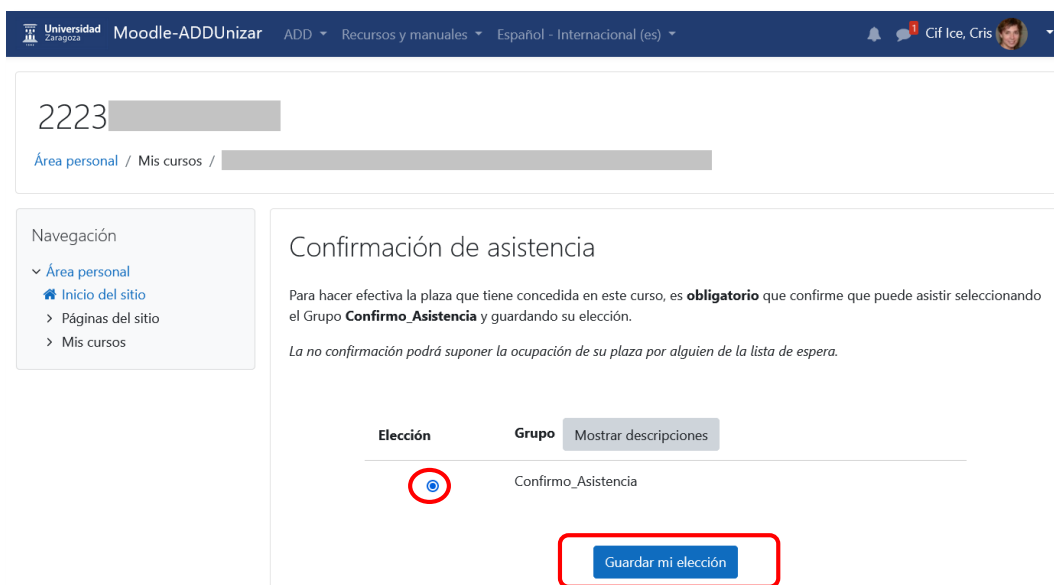 Universidad Zaragoza Moodle-ADDUnizar ADD Recursos y manuales Español - Internacional (es) 1 Cif Ice, Cris
2223
Área personal / Mis cursos /
Navegación
Área personal
Inicio del sitio
Páginas del sitio
Mis cursos
Confirmación de asistencia
Para hacer efectiva la plaza que tiene concedida en este curso, es obligatorio que confirme que puede asistir seleccionando
el Grupo Confirmo_Asistencia y guardando su elección.
La no confirmación podrá suponer la ocupación de su plaza por alguien de la lista de espera.
Elección Grupo Mostrar descripciones
Confirmo_Asistencia
Guardar mi elección